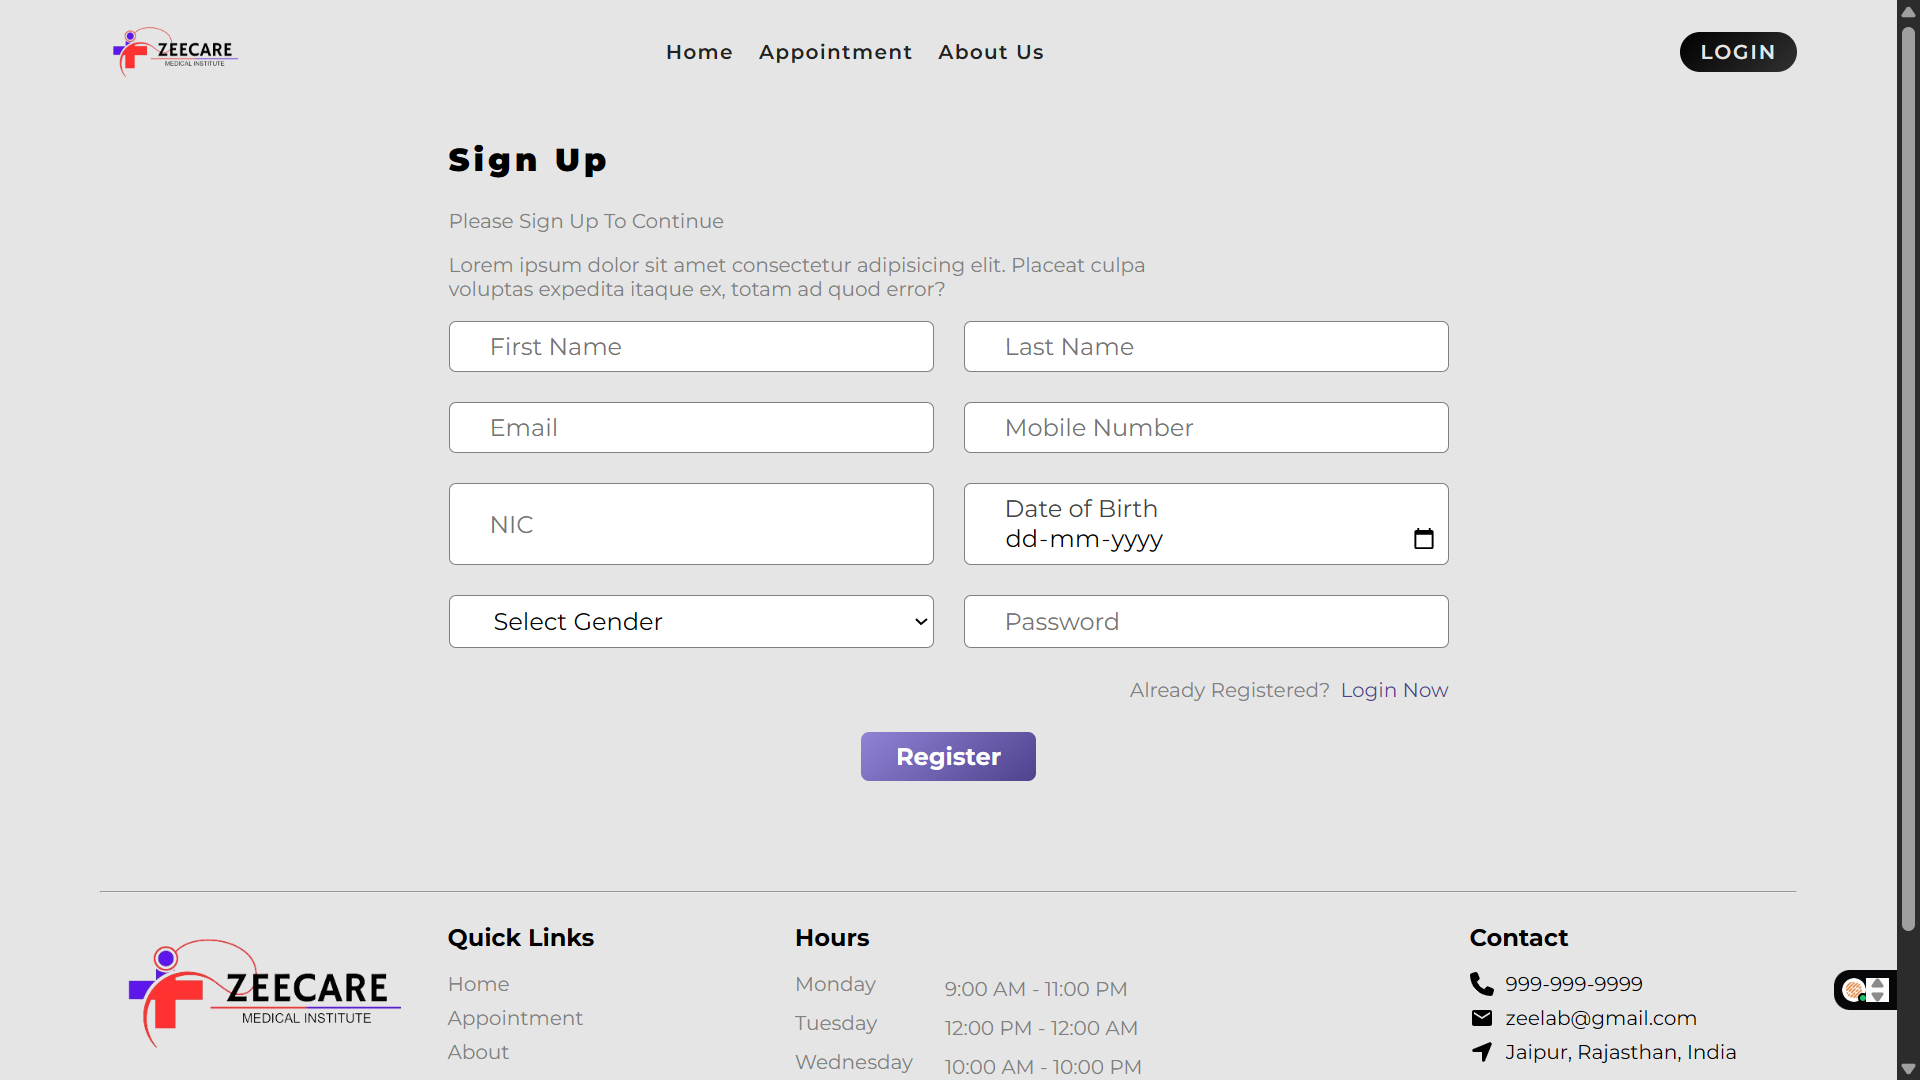 ZEECARE
MEDICAL INSTITUTE
Home Appointment About Us
LOGIN
Sign Up
Please Sign Up To Continue
Lorem ipsum dolor sit amet consectetur adipisicing elit. Placeat culpa
voluptas expedita itaque ex, totam ad quod error?
First Name
Last Name
Email
Mobile Number
NIC
Date of Birth
dd-mm-yyyy
Select Gender
Password
Already Registered? Login Now
Register
ZEECARE
MEDICAL INSTITUTE
Quick Links
Home
Appointment
About
Hours
Monday 9:00 AM - 11:00 PM
Tuesday 12:00 PM - 12:00 AM
Wednesday 10:00 AM - 10:00 PM
Contact
999-999-9999
zeelab@gmail.com
Jaipur, Rajasthan, India